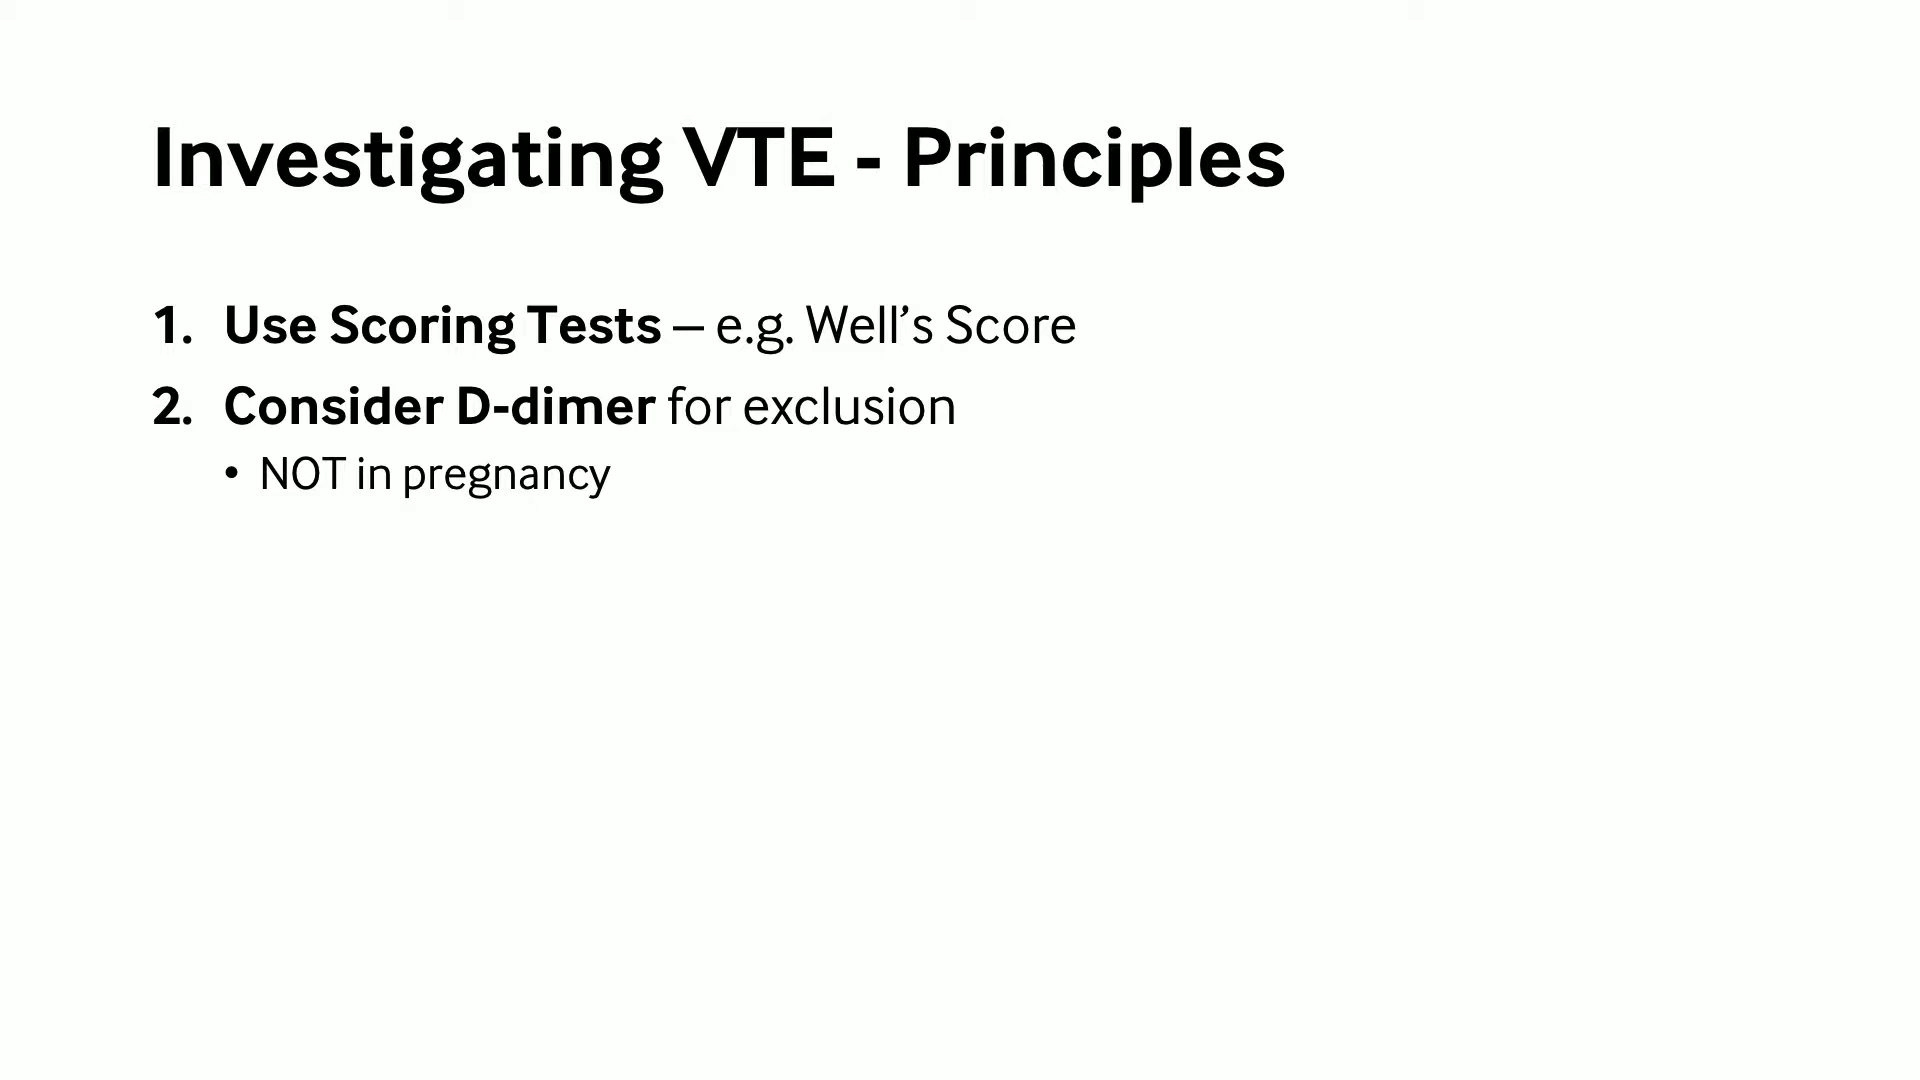 Investigating VTE - Principles
1. Use Scoring Tests – e.g. Well’s Score
2. Consider D-dimer for exclusion
• NOT in pregnancy